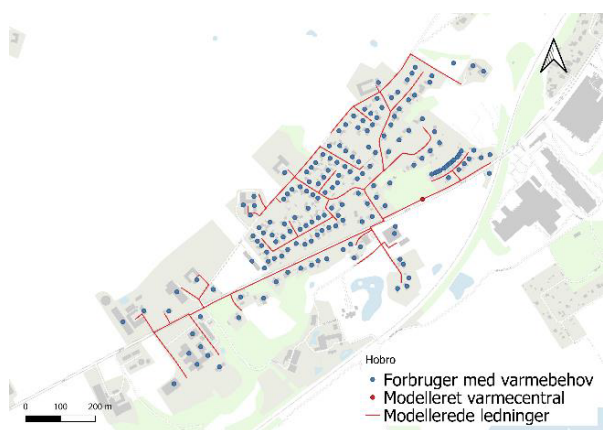 Hobro
Forbruger med varmebehov
Modelleret varmecentral
Modellerede ledninger
0 100 200 m